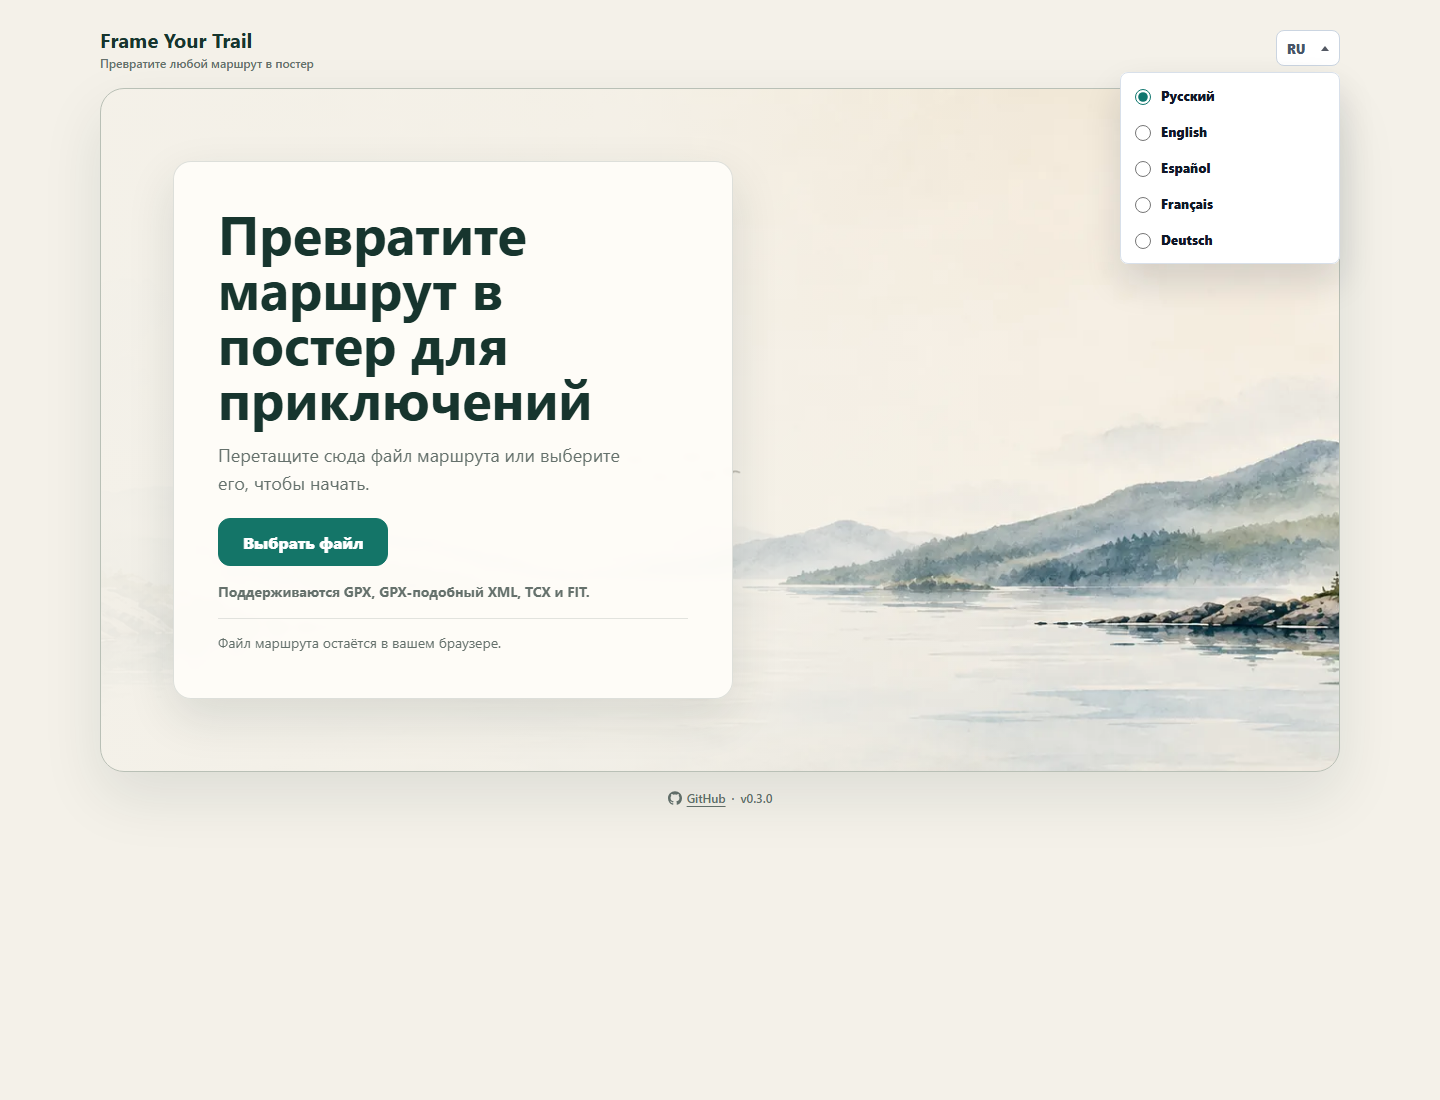 Frame Your Trail
Превратите любой маршрут в постер
RU
Русский
English
Español
Français
Deutsch
Превратите
маршрут в
постер для
приключений
Перетащите сюда файл маршрута или выберите
его, чтобы начать.
Выбрать файл
Поддерживаются GPX, GPX-подобный XML, TCX и FIT.
Файл маршрута остаётся в вашем браузере.
GitHub · v0.3.0